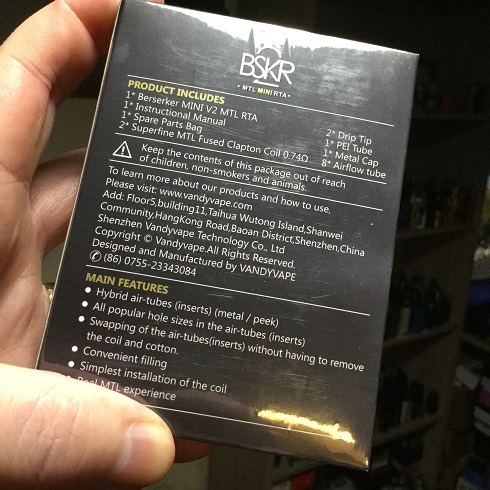 BSKR
• MTL MINI RTA •
PRODUCT INCLUDES
1* Berserker MINI V2 MTL RTA
1* Instructional Manual
1* Spare Parts Bag
2* Superfine MTL Fused Clapton Coil 0.74Ω
2* Drip Tip
1* PEI Tube
1* Metal Cap
8* Airflow tube
Keep the contents of this package out of reach
of children, non-smokers and animals.
To learn more about our products and how to use,
Please visit: www.vandyvape.com
Add: Floor5,building11,Taihua Wutong Island,Shanwei
Community,HangKong Road,Baoan District,Shenzhen,China
Shenzhen Vandyvape Technology Co., Ltd
Copyright © Vandyvape.All Rights Reserved.
Designed and Manufactured by VANDYVAPE
(86) 0755-23343084
MAIN FEATURES
● Hybrid air-tubes (inserts) (metal / peek)
● All popular hole sizes in the air-tubes (inserts)
● Swapping of the air-tubes(inserts) without having to remove
the coil and cotton.
● Convenient filling
● Simplest installation of the coil
Real MTL experience